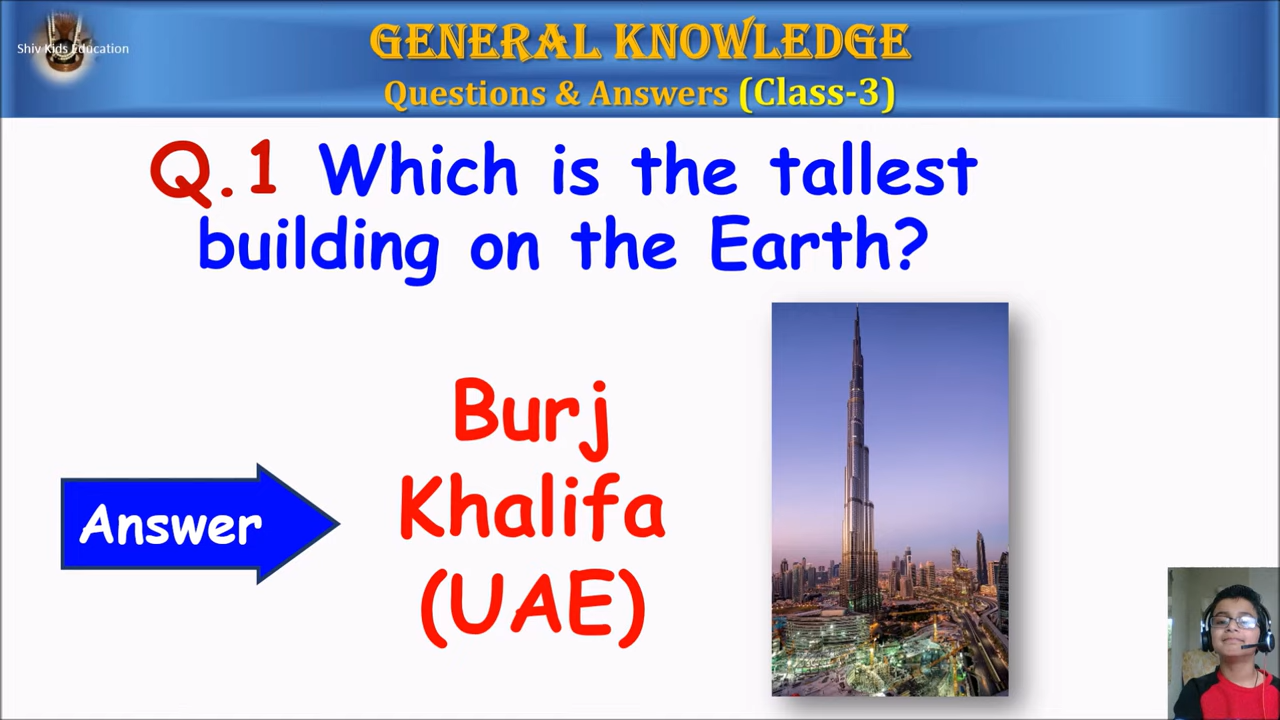 Shiv Kids Education
GENERAL KNOWLEDGE
Questions & Answers (Class-3)
Q.1 Which is the tallest
building on the Earth?
Burj
Khalifa
(UAE)
Answer